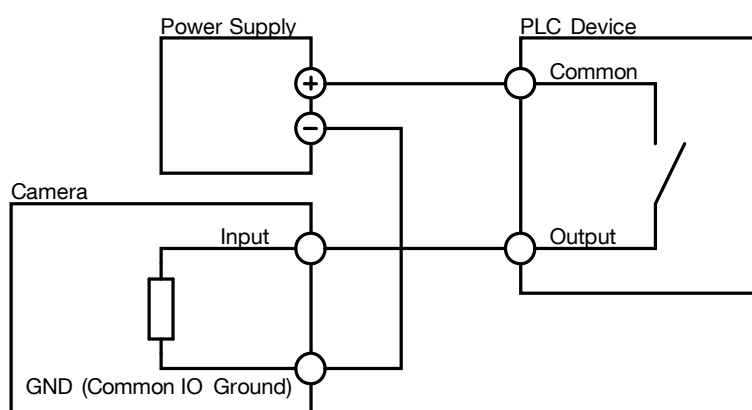 Power Supply
PLC Device
+
Common
−
Camera
Input
Output
GND (Common IO Ground)